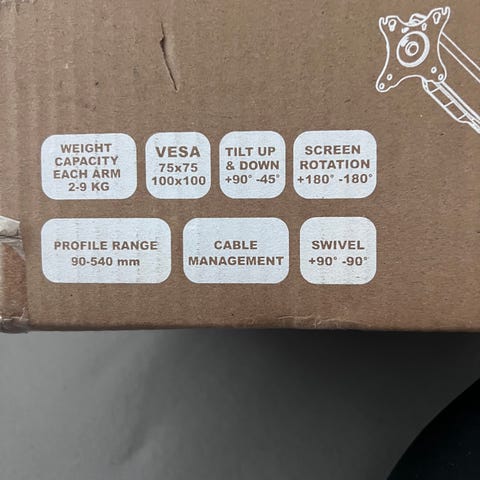 WEIGHT
CAPACITY
EACH ARM
2-9 KG
VESA
75x75
100x100
TILT UP
& DOWN
+90° -45°
SCREEN
ROTATION
+180° -180°
PROFILE RANGE
90-540 mm
CABLE
MANAGEMENT
SWIVEL
+90° -90°